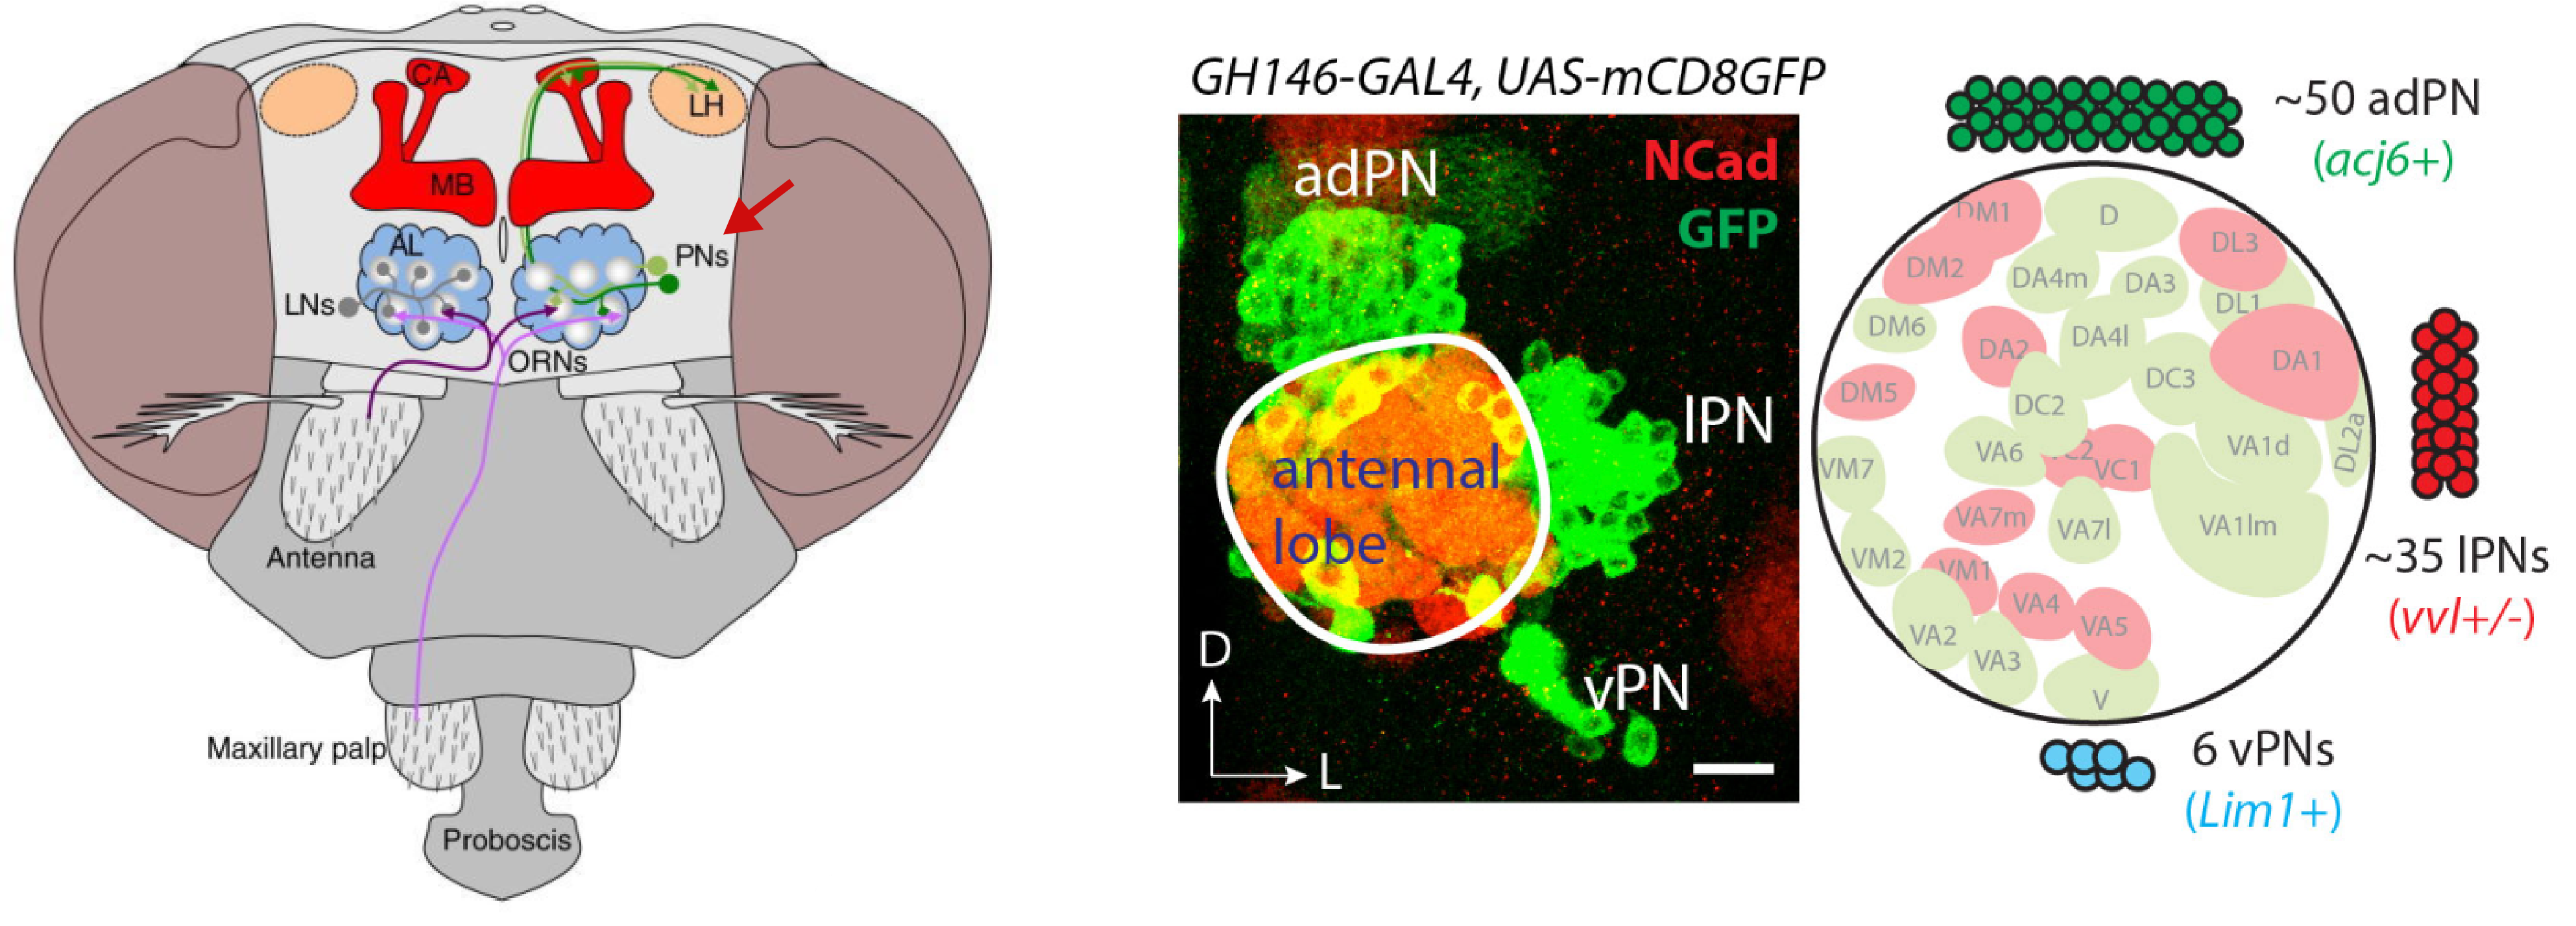 CA
LH
MB
AL
PNs
LNs
ORNs
Antenna
Maxillary palp
Proboscis
GH146-GAL4, UAS-mCD8GFP
adPN
NCad
GFP
antennal
lobe
lPN
vPN
D
L
~50 adPN
(acj6+)
DM1
D
DL3
DM2
DA4m
DA3
DL1
DM6
DA2
DA4l
DA1
DM5
DC3
DC2
DL2a
VA6
VC1
VA1d
VM7
VA7m
VA7l
VA1lm
VM2
VM1
VA4
VA5
VA2
VA3
V
~35 lPNs
(vvl+/-)
6 vPNs
(Lim1+)